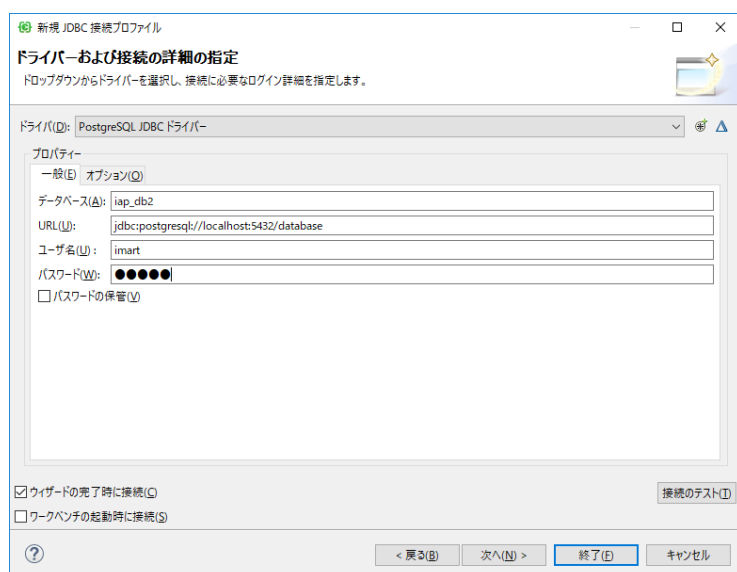 新規 JDBC 接続プロファイル
ドライバーおよび接続の詳細の指定
ドロップダウンからドライバーを選択し、接続に必要なログイン詳細を指定します。
ドライバ(D): PostgreSQL JDBC ドライバー
プロパティー
一般(E) オプション(O)
データベース(A): iap_db2
URL(U): jdbc:postgresql://localhost:5432/database
ユーザ名(U) : imart
パスワード(W): ●●●●●
パスワードの保管(V)
ウィザードの完了時に接続(C)
接続のテスト(T)
ワークベンチの起動時に接続(S)
? < 戻る(B) 次へ(N) > 終了(F) キャンセル